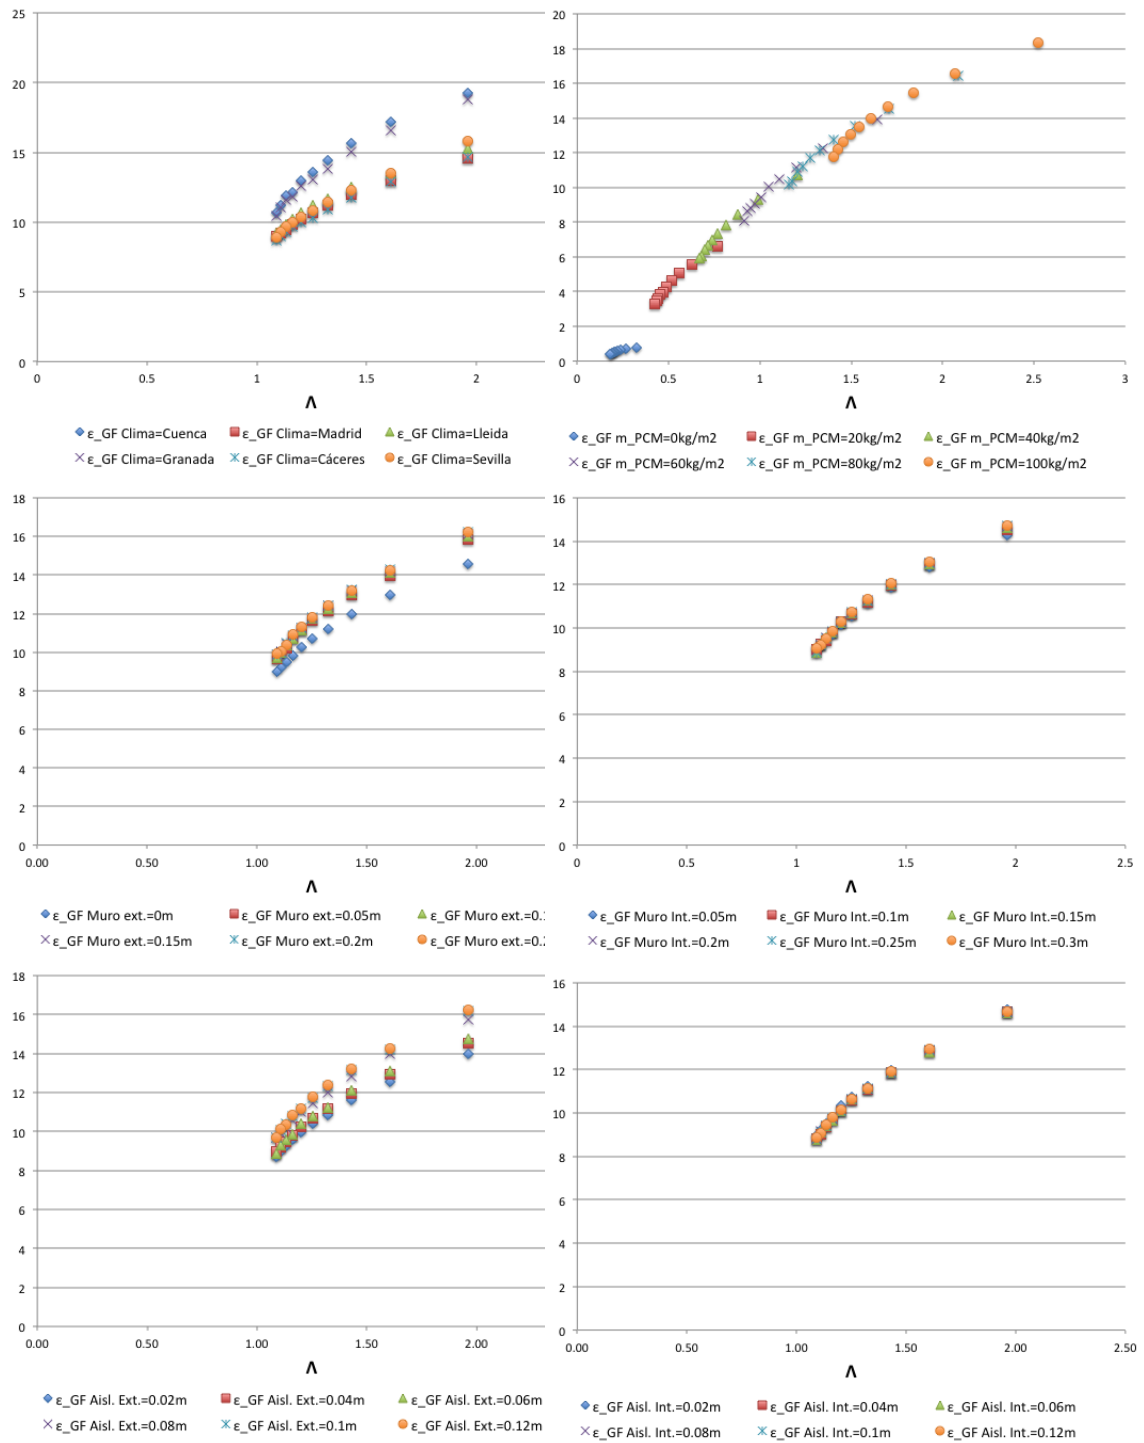 25
20
15
10
5
0
0 0.5 1 1.5 2
Λ
ε_GF Clima=Cuenca ε_GF Clima=Madrid ε_GF Clima=Lleida
ε_GF Clima=Granada ε_GF Clima=Cáceres ε_GF Clima=Sevilla
20
18
16
14
12
10
8
6
4
2
0
0 0.5 1 1.5 2 2.5 3
Λ
ε_GF m_PCM=0kg/m2 ε_GF m_PCM=20kg/m2 ε_GF m_PCM=40kg/m2
ε_GF m_PCM=60kg/m2 ε_GF m_PCM=80kg/m2 ε_GF m_PCM=100kg/m2
18
16
14
12
10
8
6
4
2
0
0.00 0.50 1.00 1.50 2.00
Λ
ε_GF Muro ext.=0m ε_GF Muro ext.=0.05m ε_GF Muro ext.=0.
ε_GF Muro ext.=0.15m ε_GF Muro ext.=0.2m ε_GF Muro ext.=0.
16
14
12
10
8
6
4
2
0
0 0.5 1 1.5 2 2.5
Λ
ε_GF Muro Int.=0.05m ε_GF Muro Int.=0.1m ε_GF Muro Int.=0.15m
ε_GF Muro Int.=0.2m ε_GF Muro Int.=0.25m ε_GF Muro Int.=0.3m
18
16
14
12
10
8
6
4
2
0
0.00 0.50 1.00 1.50 2.00
Λ
ε_GF Aisl. Ext.=0.02m ε_GF Aisl. Ext.=0.04m ε_GF Aisl. Ext.=0.06m
ε_GF Aisl. Ext.=0.08m ε_GF Aisl. Ext.=0.1m ε_GF Aisl. Ext.=0.12m
16
14
12
10
8
6
4
2
0
0.00 0.50 1.00 1.50 2.00 2.50
Λ
ε_GF Aisl. Int.=0.02m ε_GF Aisl. Int.=0.04m ε_GF Aisl. Int.=0.06m
ε_GF Aisl. Int.=0.08m ε_GF Aisl. Int.=0.1m ε_GF Aisl. Int.=0.12m